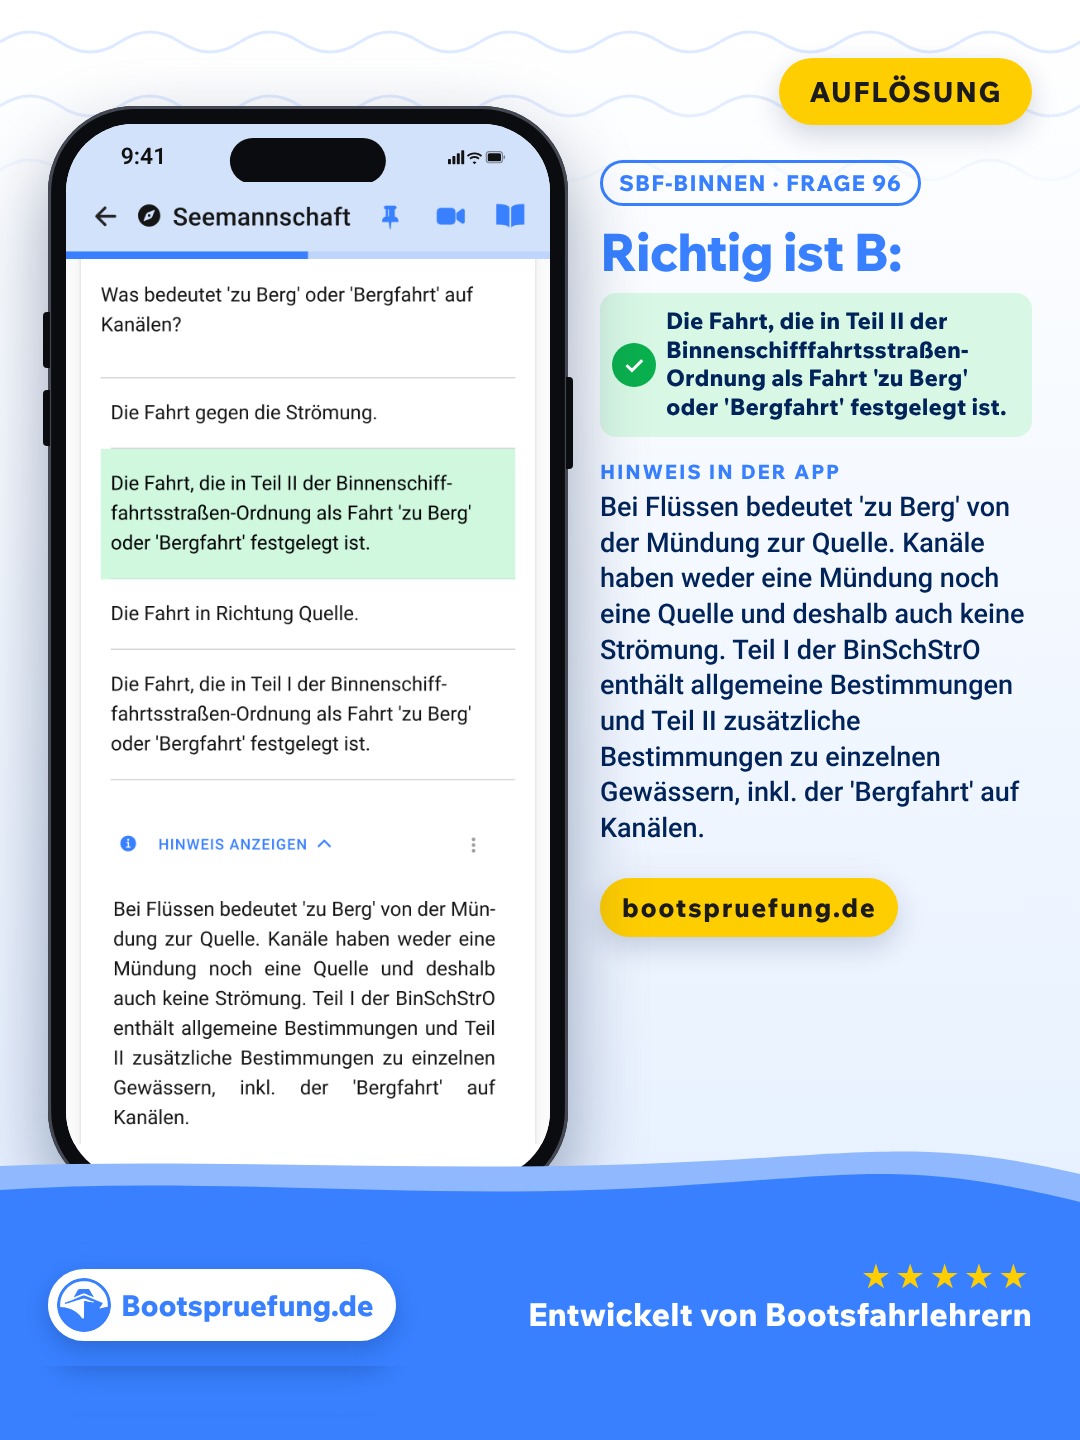 AUFLÖSUNG
9:41
Seemannschaft
Was bedeutet 'zu Berg' oder 'Bergfahrt' auf
Kanälen?
Die Fahrt gegen die Strömung.
Die Fahrt, die in Teil II der Binnenschiff-
fahrtsstraßen-Ordnung als Fahrt 'zu Berg'
oder 'Bergfahrt' festgelegt ist.
Die Fahrt in Richtung Quelle.
Die Fahrt, die in Teil I der Binnenschiff-
fahrtsstraßen-Ordnung als Fahrt 'zu Berg'
oder 'Bergfahrt' festgelegt ist.
HINWEIS ANZEIGEN
Bei Flüssen bedeutet 'zu Berg' von der Mün-
dung zur Quelle. Kanäle haben weder eine
Mündung noch eine Quelle und deshalb
auch keine Strömung. Teil I der BinSchStrO
enthält allgemeine Bestimmungen und Teil
II zusätzliche Bestimmungen zu einzelnen
Gewässern, inkl. der 'Bergfahrt' auf
Kanälen.
SBF-BINNEN · FRAGE 96
Richtig ist B:
Die Fahrt, die in Teil II der
Binnenschifffahrtsstraßen-
Ordnung als Fahrt 'zu Berg'
oder 'Bergfahrt' festgelegt ist.
HINWEIS IN DER APP
Bei Flüssen bedeutet 'zu Berg' von
der Mündung zur Quelle. Kanäle
haben weder eine Mündung noch
eine Quelle und deshalb auch keine
Strömung. Teil I der BinSchStrO
enthält allgemeine Bestimmungen
und Teil II zusätzliche
Bestimmungen zu einzelnen
Gewässern, inkl. der 'Bergfahrt' auf
Kanälen.
bootspruefung.de
Bootspruefung.de
Entwickelt von Bootsfahrlehrern